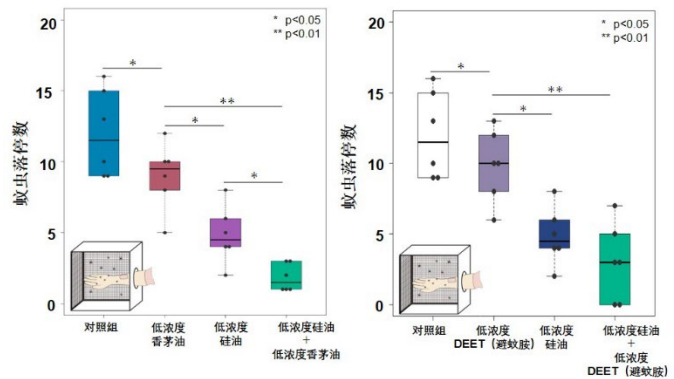 20
15
10
5
0
蚊虫落停数
* p<0.05
** p<0.01
*
**
*
*
对照组
低浓度
香茅油
低浓度
硅油
低浓度硅油
+
低浓度香茅油
20
15
10
5
0
蚊虫落停数
* p<0.05
** p<0.01
*
**
*
对照组
低浓度
DEET（避蚊胺）
低浓度
硅油
低浓度硅油
+
低浓度
DEET（避蚊胺）